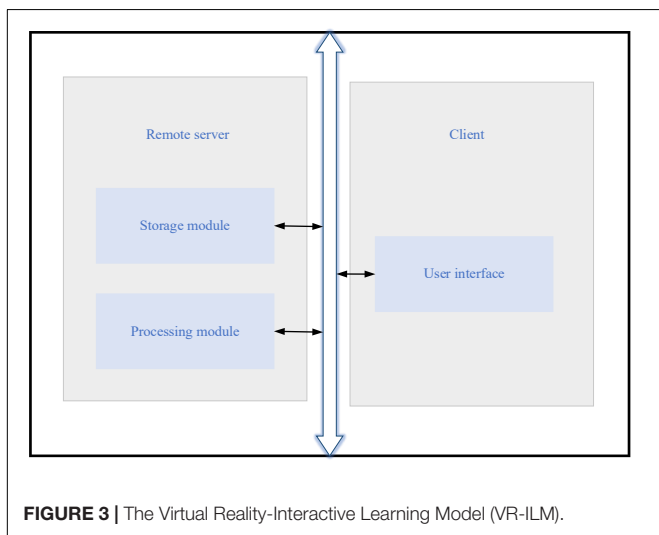 Remote server
Client
Storage module
User interface
Processing module
FIGURE 3 | The Virtual Reality-Interactive Learning Model (VR-ILM).